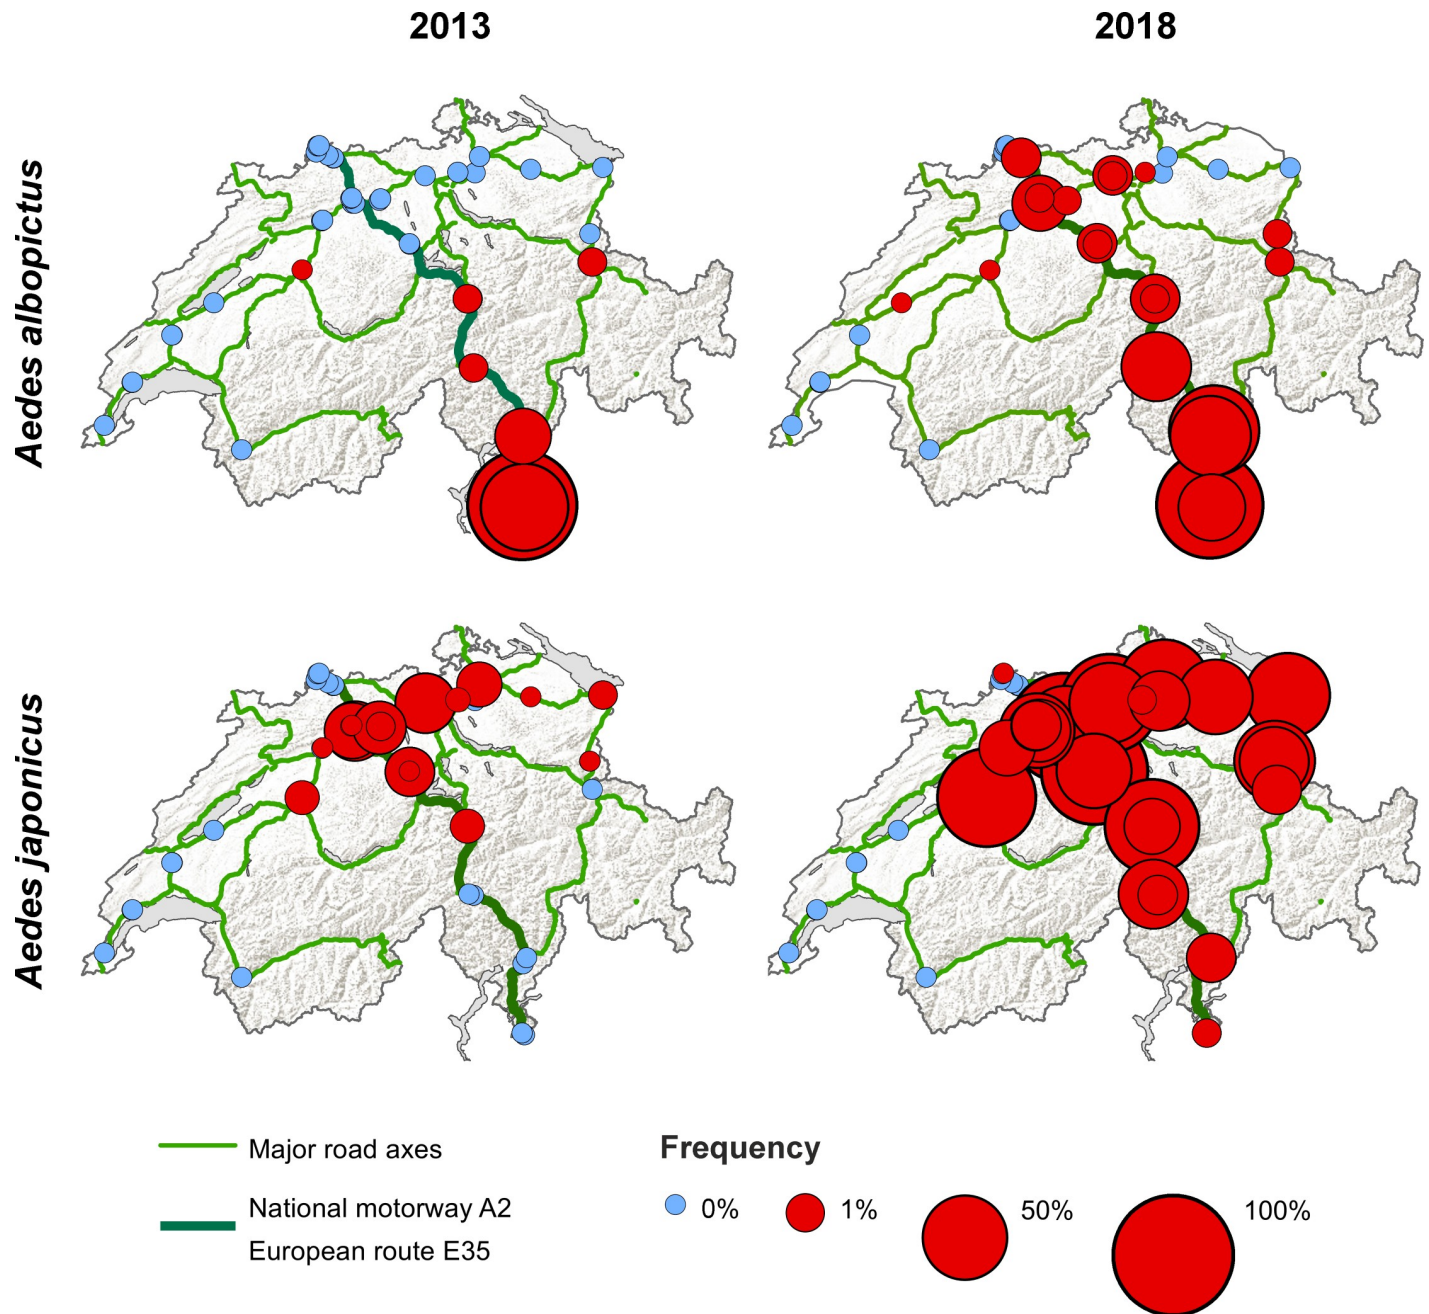 2013
2018
Aedes albopictus
Aedes japonicus
Major road axes
National motorway A2
European route E35
Frequency
0%
1%
50%
100%